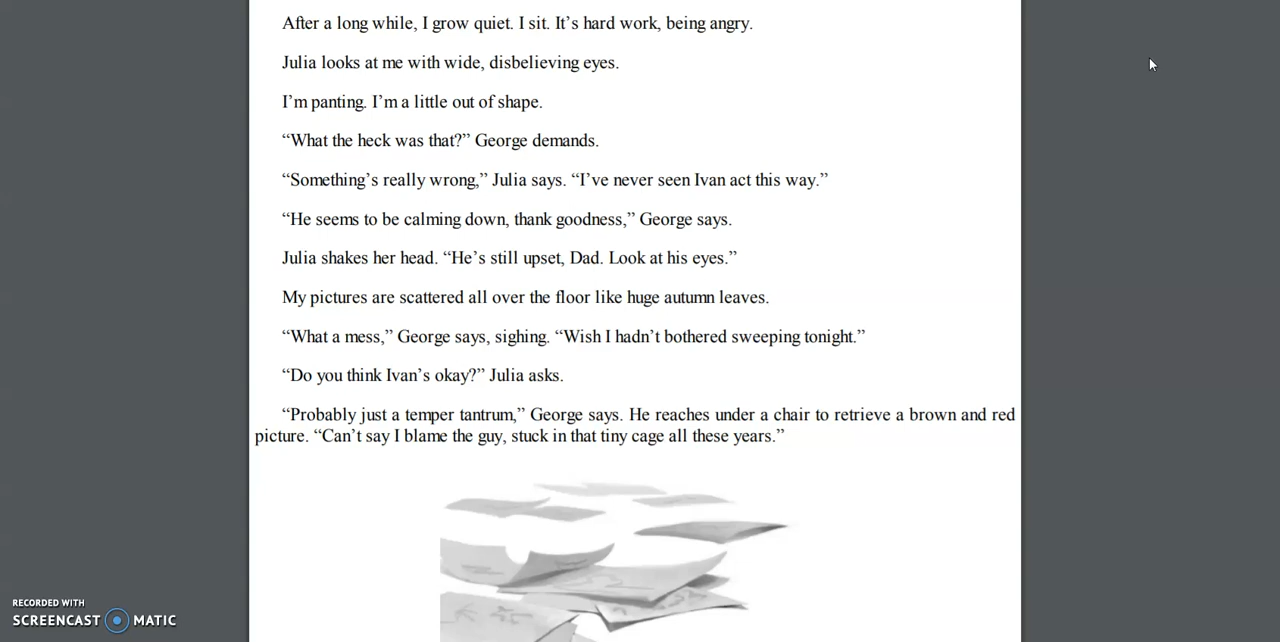 After a long while, I grow quiet. I sit. It’s hard work, being angry.
Julia looks at me with wide, disbelieving eyes.
I’m panting. I’m a little out of shape.
“What the heck was that?” George demands.
“Something’s really wrong,” Julia says. “I’ve never seen Ivan act this way.”
“He seems to be calming down, thank goodness,” George says.
Julia shakes her head. “He’s still upset, Dad. Look at his eyes.”
My pictures are scattered all over the floor like huge autumn leaves.
“What a mess,” George says, sighing. “Wish I hadn’t bothered sweeping tonight.”
“Do you think Ivan’s okay?” Julia asks.
“Probably just a temper tantrum,” George says. He reaches under a chair to retrieve a brown and red
picture. “Can’t say I blame the guy, stuck in that tiny cage all these years.”
RECORDED WITH
SCREENCAST MATIC